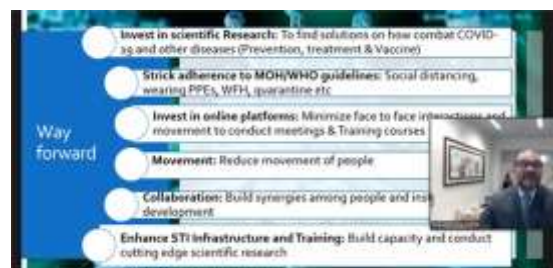 Invest in scientific Research: To find solutions on how combat COVID-
19 and other diseases (Prevention, treatment & Vaccine)
Strick adherence to MOH/WHO guidelines: Social distancing,
wearing PPEs, WFH, quarantine etc
Invest in online platforms: Minimize face to face interactions and
movement to conduct meetings & Training courses
Way
forward
Movement: Reduce movement of people
Collaboration: Build synergies among people and
development
Enhance STI Infrastructure and Training: Build capacity and conduct
cutting edge scientific research